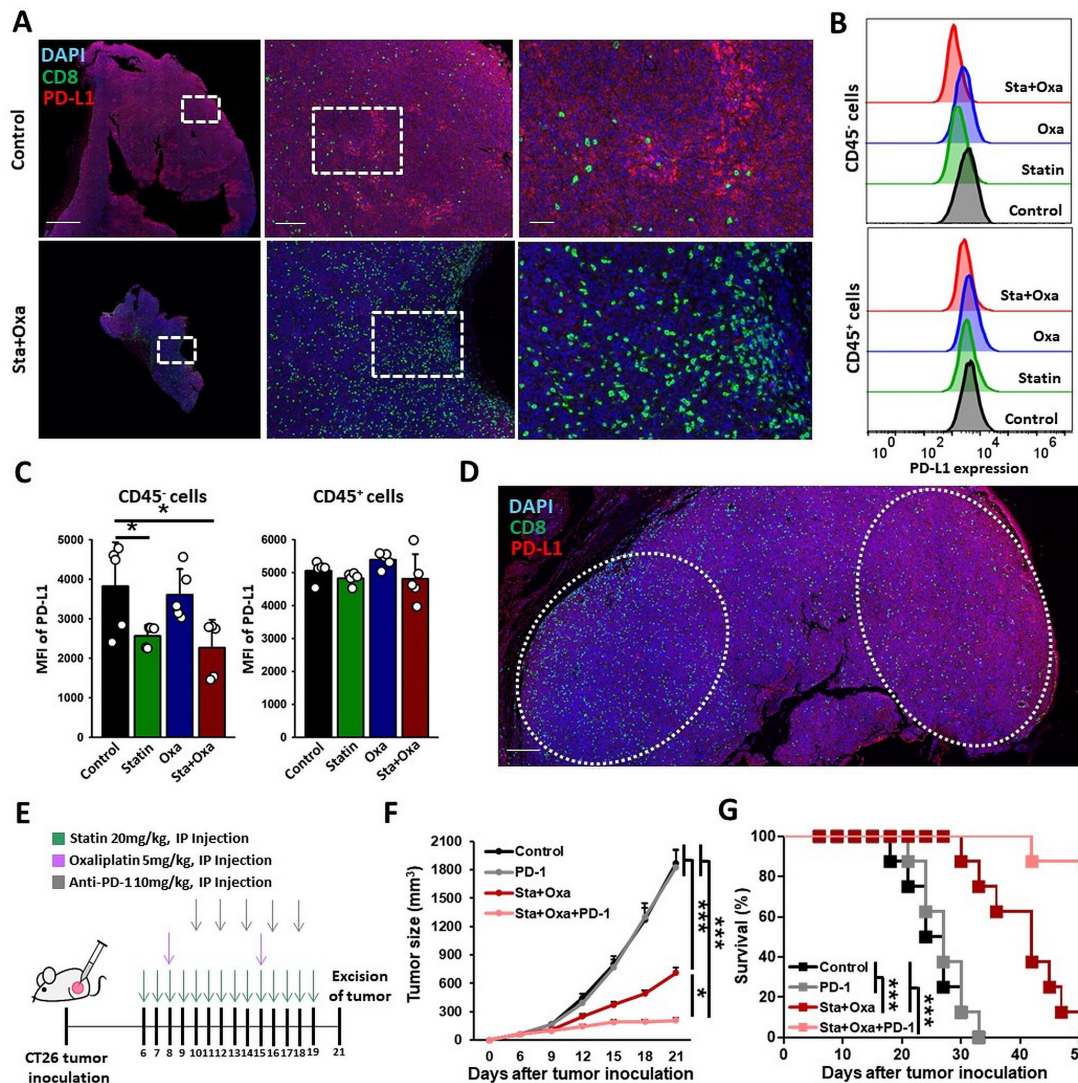 A
DAPI
CD8
PD-L1
Control
Sta+Oxa
B
CD45⁻ cells
Sta+Oxa
Oxa
Statin
Control
CD45⁺ cells
Sta+Oxa
Oxa
Statin
Control
0 10² 10⁴ 10⁶
PD-L1 expression
C
CD45⁻ cells
*
*
MFI of PD-L1
5000
4000
3000
2000
1000
0
Control
Statin
Oxa
Sta+Oxa
CD45⁺ cells
MFI of PD-L1
6000
5000
4000
3000
2000
1000
0
Control
Statin
Oxa
Sta+Oxa
D
DAPI
CD8
PD-L1
E
Statin 20mg/kg, IP Injection
Oxaliplatin 5mg/kg, IP Injection
Anti-PD-1 10mg/kg, IP Injection
Excision
of tumor
6 7 8 9 10 11 12 13 14 15 16 17 18 19 21
CT26 tumor
inoculation
F
Tumor size (mm³)
2100
1800
1500
1200
900
600
300
0
Control
PD-1
Sta+Oxa
Sta+Oxa+PD-1
***
***
*
0 6 9 12 15 18 21
Days after tumor inoculation
G
Survival (%)
100
80
60
40
20
0
Control
PD-1
Sta+Oxa
Sta+Oxa+PD-1
***
***
0 10 20 30 40 50
Days after tumor inoculation